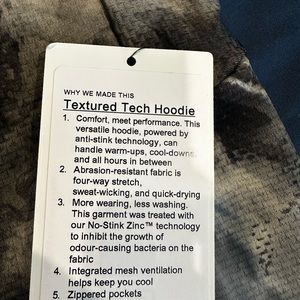 WHY WE MADE THIS
Textured Tech Hoodie
1. Comfort, meet performance. This
versatile hoodie, powered by
anti-stink technology, can
handle warm-ups, cool-downs
and all hours in between
2. Abrasion-resistant fabric is
four-way stretch,
sweat-wicking, and quick-drying
3. More wearing, less washing.
This garment was treated with
our No-Stink Zinc™ technology
to inhibit the growth of
odour-causing bacteria on the
fabric
4. Integrated mesh ventilation
helps keep you cool
5. Zippered pockets